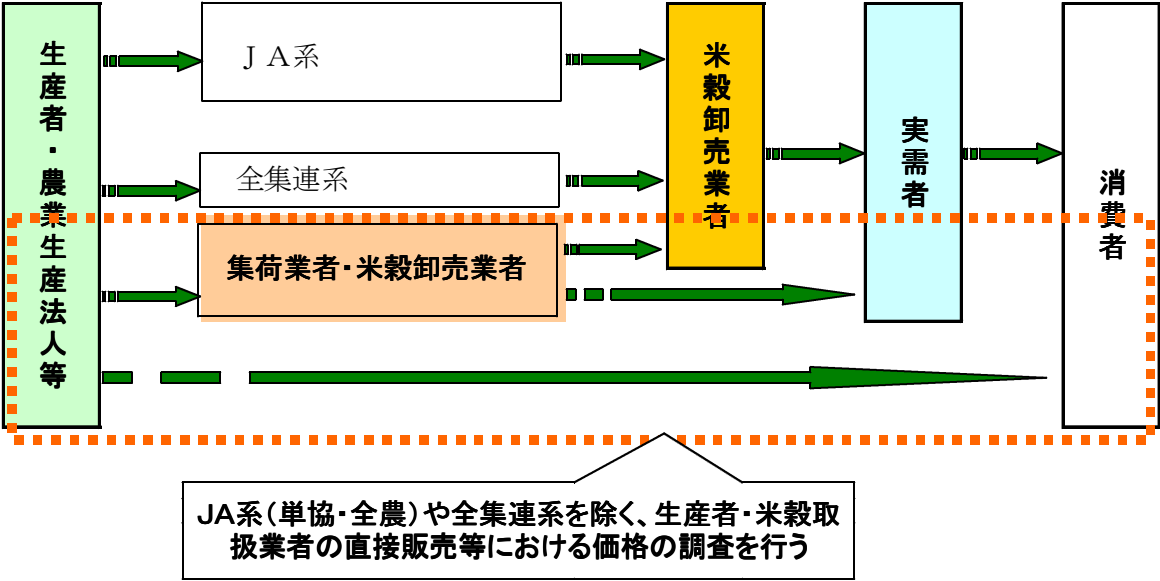 生産者・農業生産法人等
ＪＡ系
全集連系
集荷業者・米穀卸売業者
米穀卸売業者
実需者
消費者
JA系（単協・全農）や全集連系を除く、生産者・米穀取
扱業者の直接販売等における価格の調査を行う